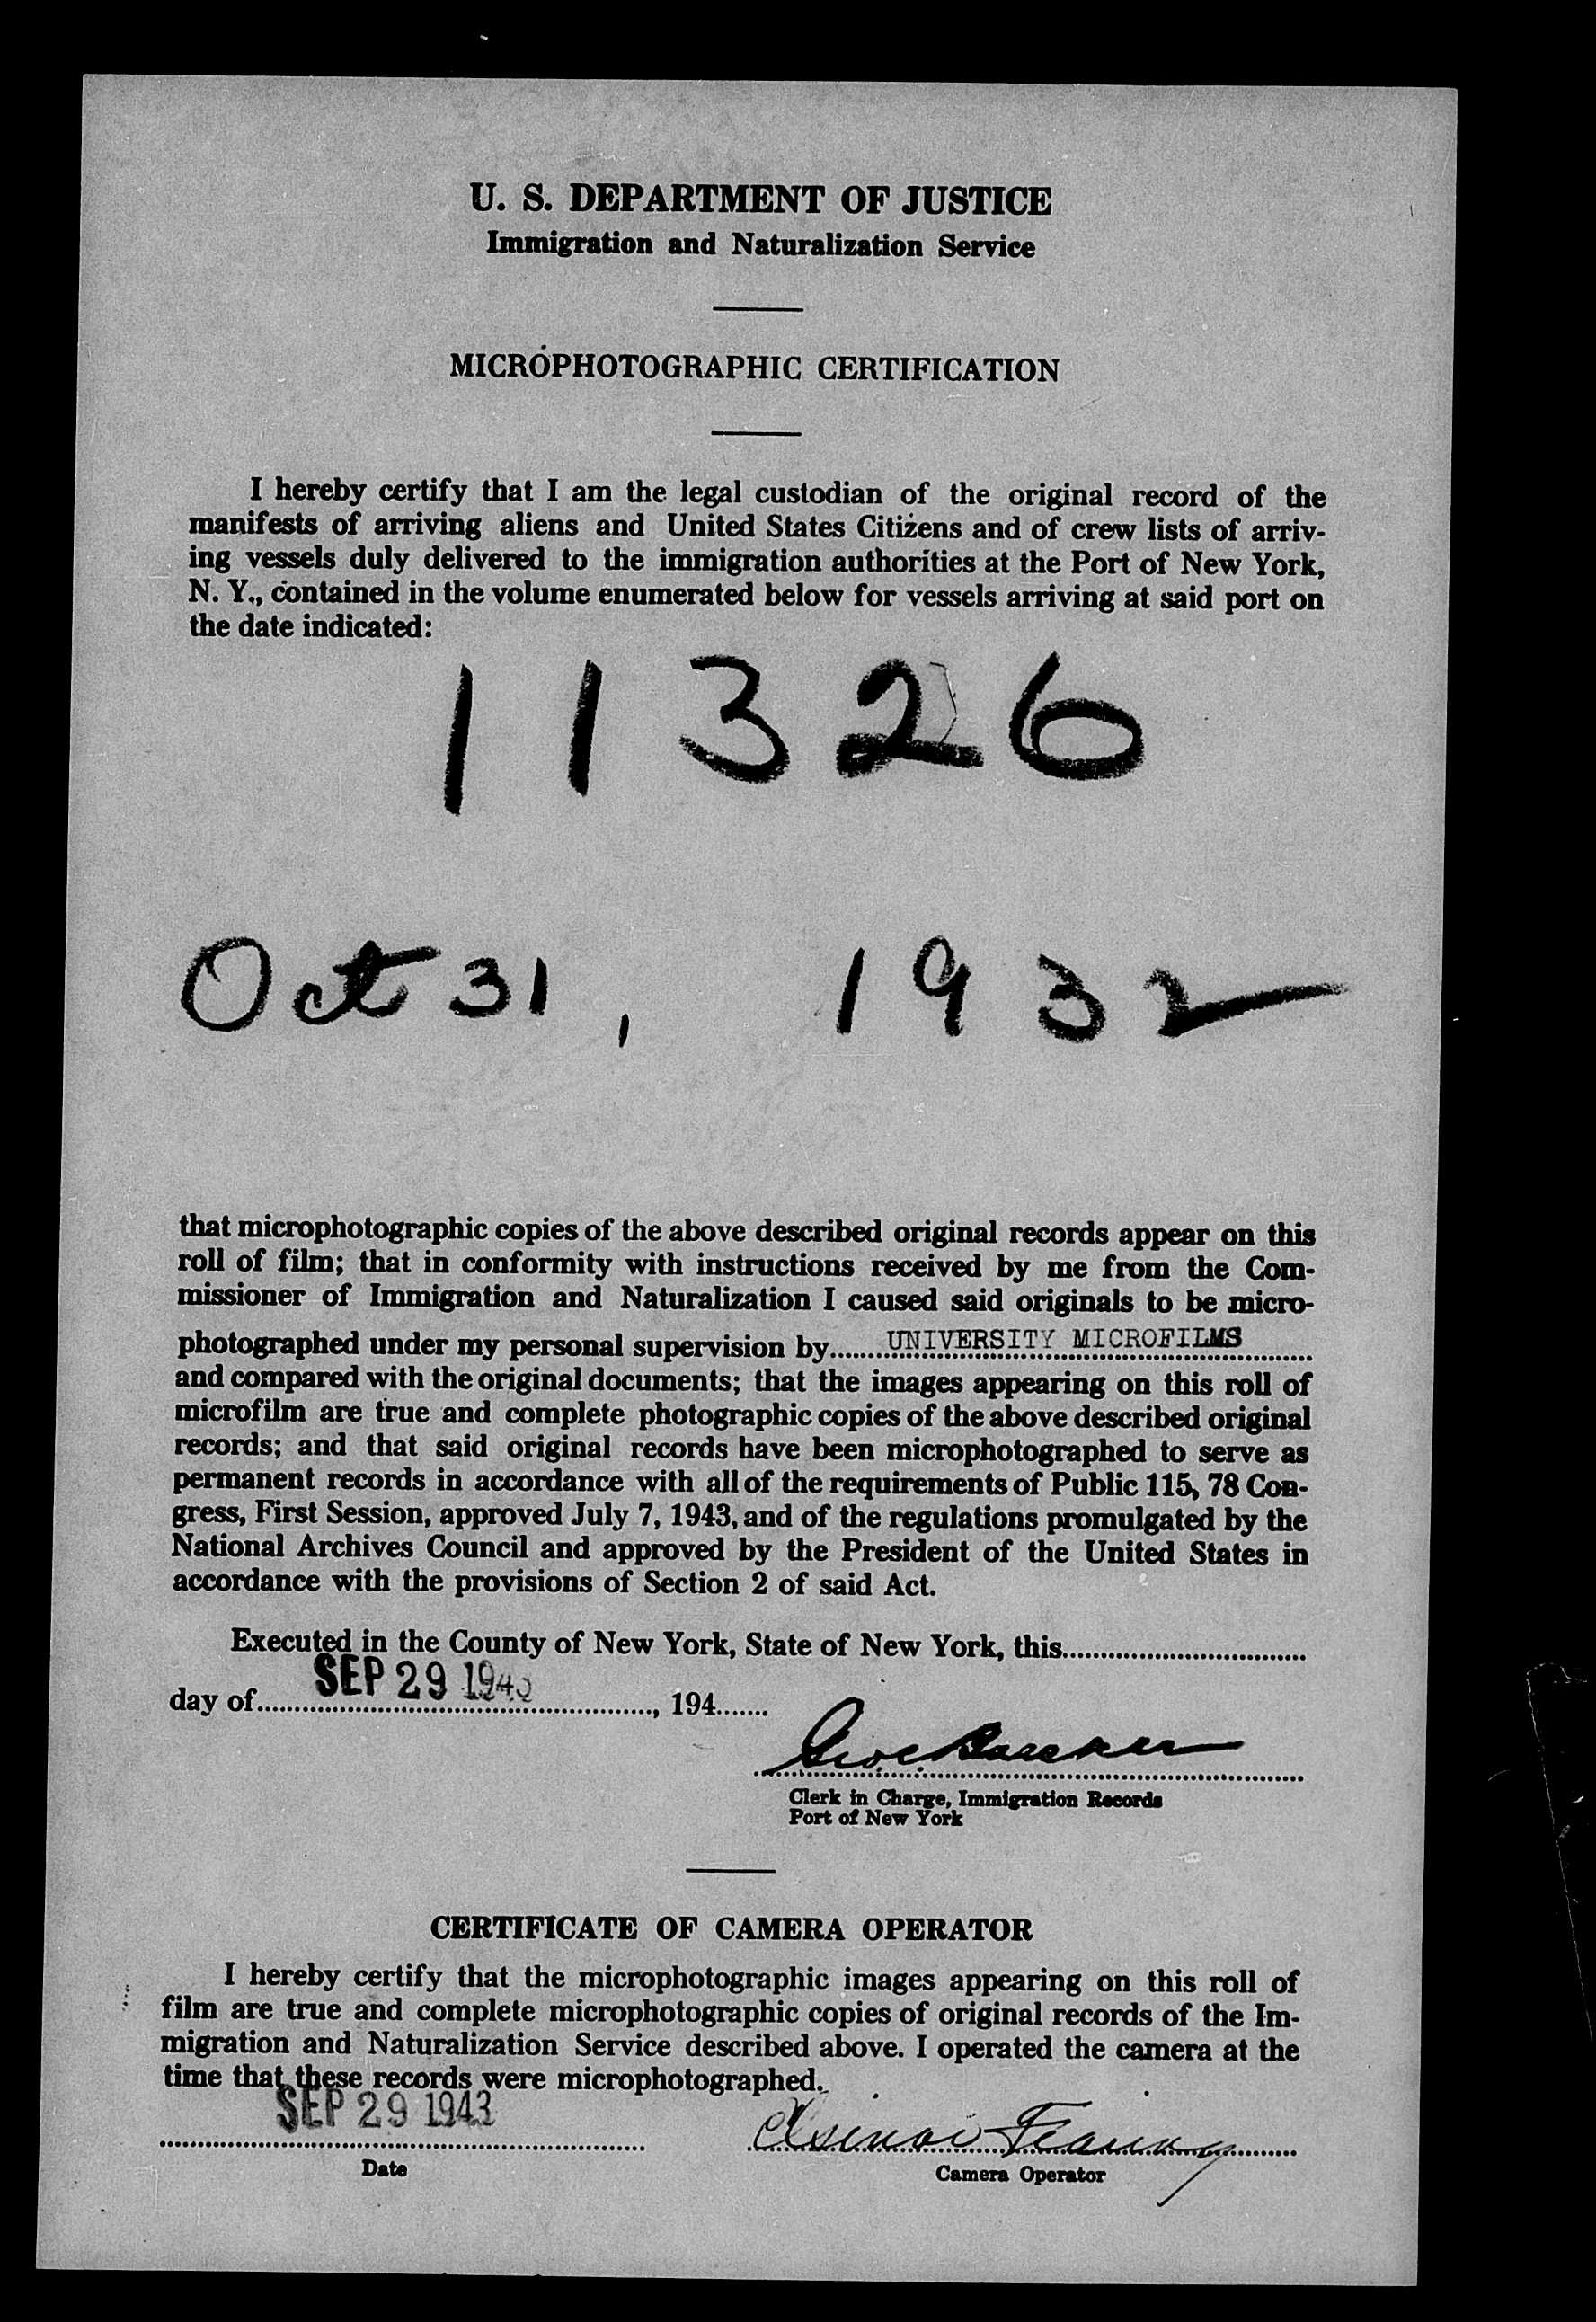 U. S. DEPARTMENT OF JUSTICE
Immigration and Naturalization Service
MICROPHOTOGRAPHIC CERTIFICATION
I hereby certify that I am the legal custodian of the original record of the
manifests of arriving aliens and United States Citizens and of crew lists of arriv-
ing vessels duly delivered to the immigration authorities at the Port of New York,
N. Y., contained in the volume enumerated below for vessels arriving at said port on
the date indicated:
11326
Oct 31, 1932
that microphotographic copies of the above described original records appear on this
roll of film; that in conformity with instructions received by me from the Com-
missioner of Immigration and Naturalization I caused said originals to be micro-
photographed under my personal supervision by UNIVERSITY MICROFILMS
and compared with the original documents; that the images appearing on this roll of
microfilm are true and complete photographic copies of the above described original
records; and that said original records have been microphotographed to serve as
permanent records in accordance with all of the requirements of Public 115, 78 Con-
gress, First Session, approved July 7, 1943, and of the regulations promulgated by the
National Archives Council and approved by the President of the United States in
accordance with the provisions of Section 2 of said Act.
Executed in the County of New York, State of New York, this
day of SEP 29 1943, 194
Clerk in Charge, Immigration Records
Port of New York
CERTIFICATE OF CAMERA OPERATOR
I hereby certify that the microphotographic images appearing on this roll of
film are true and complete microphotographic copies of original records of the Im-
migration and Naturalization Service described above. I operated the camera at the
time that these records were microphotographed.
SEP 29 1943
Date
Camera Operator